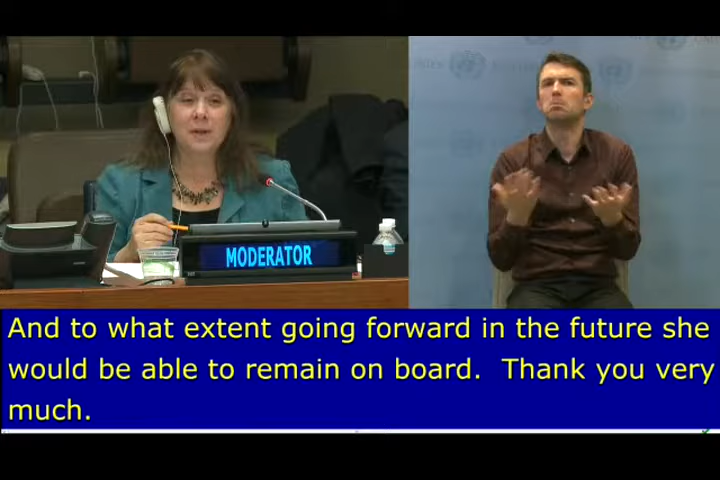 MODERATOR
And to what extent going forward in the future she
would be able to remain on board.  Thank you very
much.